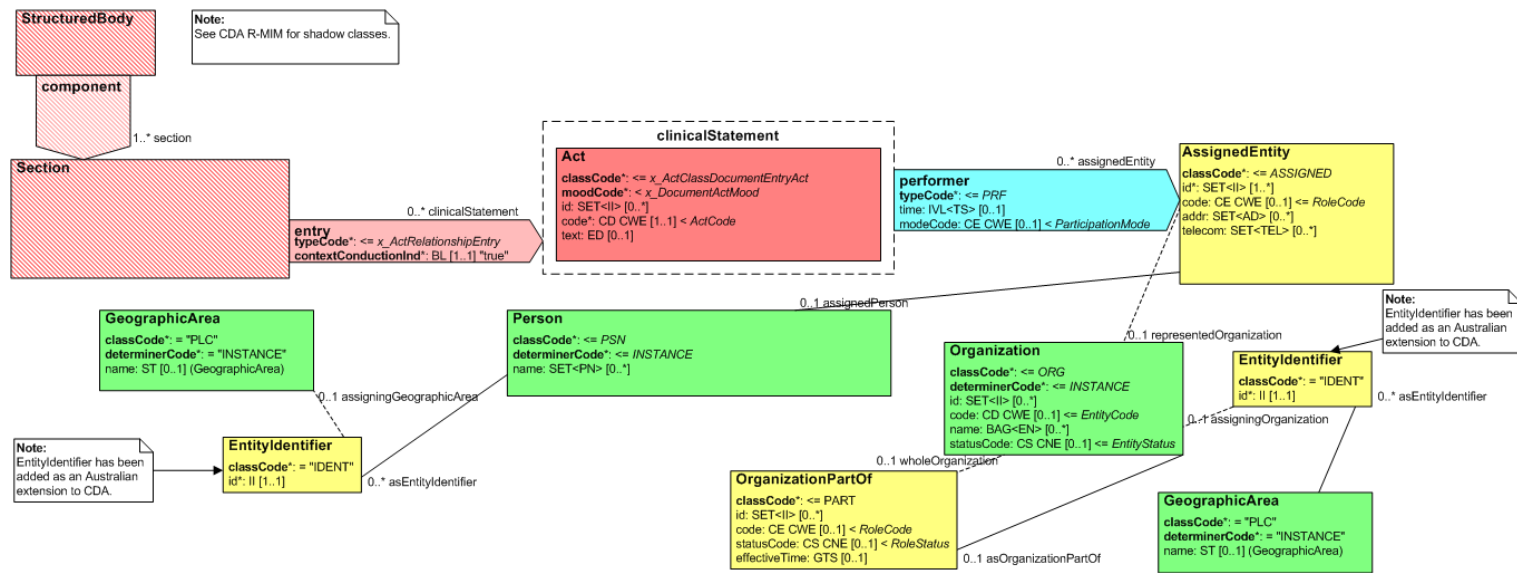 StructuredBody
Note:
See CDA R-MIM for shadow classes.
component
1..* section
Section
0..* clinicalStatement
entry
typeCode*: <= x_ActRelationshipEntry
contextConductionInd*: BL [1..1] "true"
clinicalStatement
Act
classCode*: <= x_ActClassDocumentEntryAct
moodCode*: < x_DocumentActMood
id: SET<II> [0..*]
code*: CD CWE [1..1] < ActCode
text: ED [0..1]
0..* assignedEntity
performer
typeCode*: <= PRF
time: IVL<TS> [0..1]
modeCode: CE CWE [0..1] < ParticipationMode
AssignedEntity
classCode*: <= ASSIGNED
id*: SET<II> [1..*]
code: CE CWE [0..1] <= RoleCode
addr: SET<AD> [0..*]
telecom: SET<TEL> [0..*]
0..1 assignedPerson
GeographicArea
classCode*: = "PLC"
determinerCode*: = "INSTANCE"
name: ST [0..1] (GeographicArea)
0..1 assigningGeographicArea
Person
classCode*: <= PSN
determinerCode*: <= INSTANCE
name: SET<PN> [0..*]
0..1 representedOrganization
Organization
classCode*: <= ORG
determinerCode*: <= INSTANCE
id: SET<II> [0..*]
code: CD CWE [0..1] <= EntityCode
name: BAG<EN> [0..*]
statusCode: CS CNE [0..1] <= EntityStatus
Note:
EntityIdentifier has been
added as an Australian
extension to CDA.
EntityIdentifier
classCode*: = "IDENT"
id*: II [1..1]
0..* asEntityIdentifier
0..1 assigningOrganization
Note:
EntityIdentifier has been
added as an Australian
extension to CDA.
EntityIdentifier
classCode*: = "IDENT"
id*: II [1..1]
0..* asEntityIdentifier
0..1 wholeOrganization
OrganizationPartOf
classCode*: <= PART
id: SET<II> [0..*]
code: CE CWE [0..1] < RoleCode
statusCode: CS CNE [0..1] < RoleStatus
effectiveTime: GTS [0..1]
0..1 asOrganizationPartOf
GeographicArea
classCode*: = "PLC"
determinerCode*: = "INSTANCE"
name: ST [0..1] (GeographicArea)